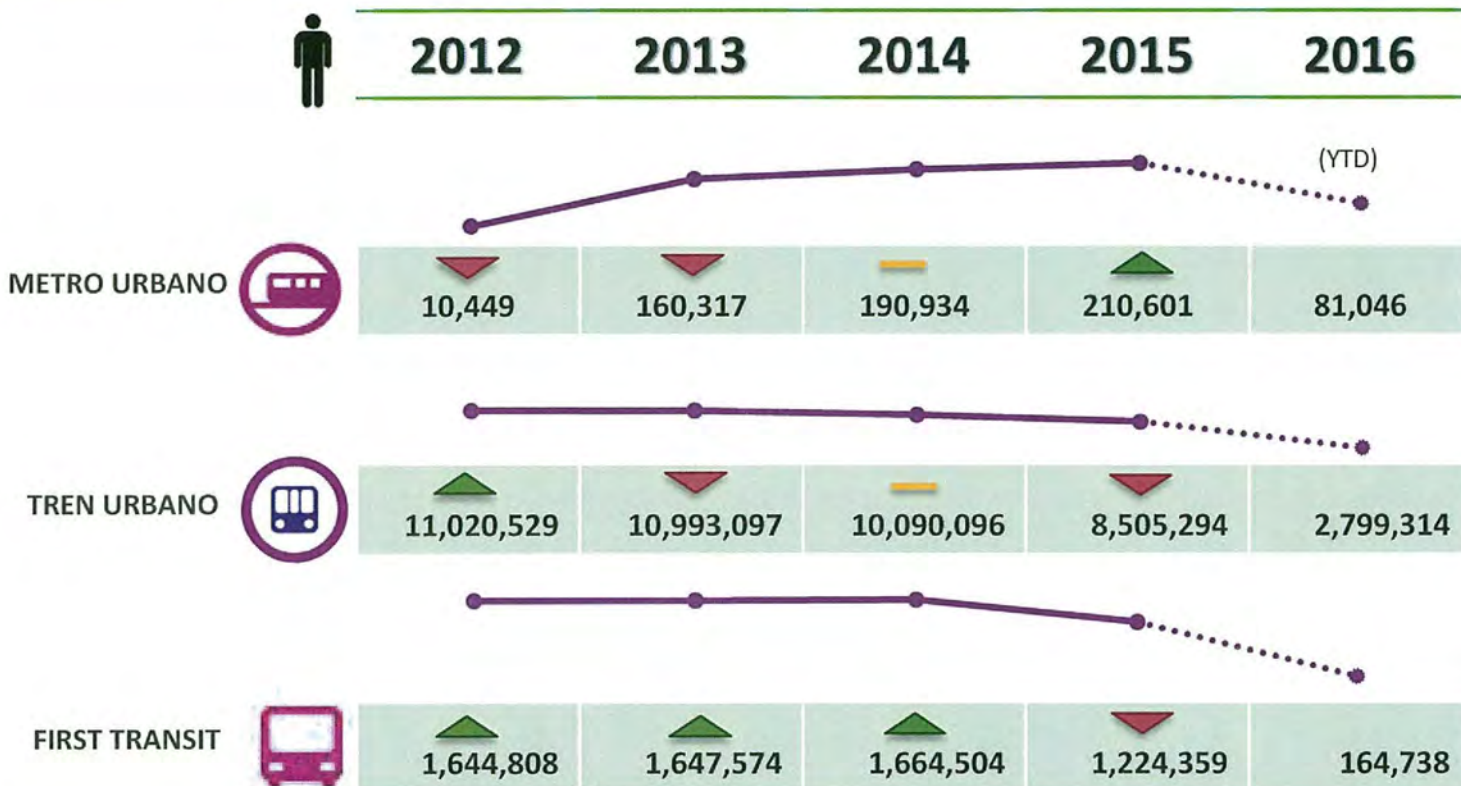 2012 2013 2014 2015 2016
(YTD)
METRO URBANO
10,449 160,317 190,934 210,601 81,046
TREN URBANO
11,020,529 10,993,097 10,090,096 8,505,294 2,799,314
FIRST TRANSIT
1,644,808 1,647,574 1,664,504 1,224,359 164,738